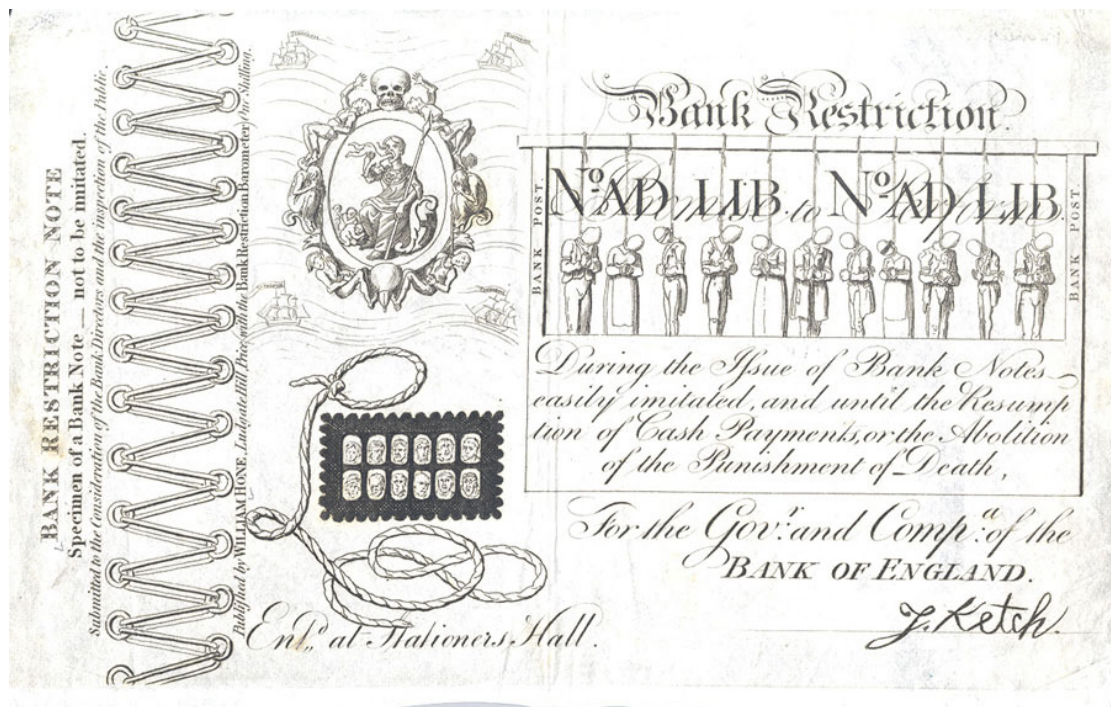 BANK RESTRICTION NOTE
Specimen of a Bank Note — not to be imitated.
Submitted to the Consideration of the Bank Directors and the inspection of the Public.
Published by WILLIAM HONE, Ludgate Hill, Price with the Bank Restriction Barometer One Shilling.
Bank Restriction.
BANK POST.
No. AD LIB. No. AD LIB.
to
BANK POST.
During the Issue of Bank Notes
easily imitated, and until the Resump
tion of Cash Payments, or the Abolition
of the Punishment of Death,
For the Govr. and Compa. of the
BANK OF ENGLAND.
J. Ketch.
Entd. at Stationers Hall.